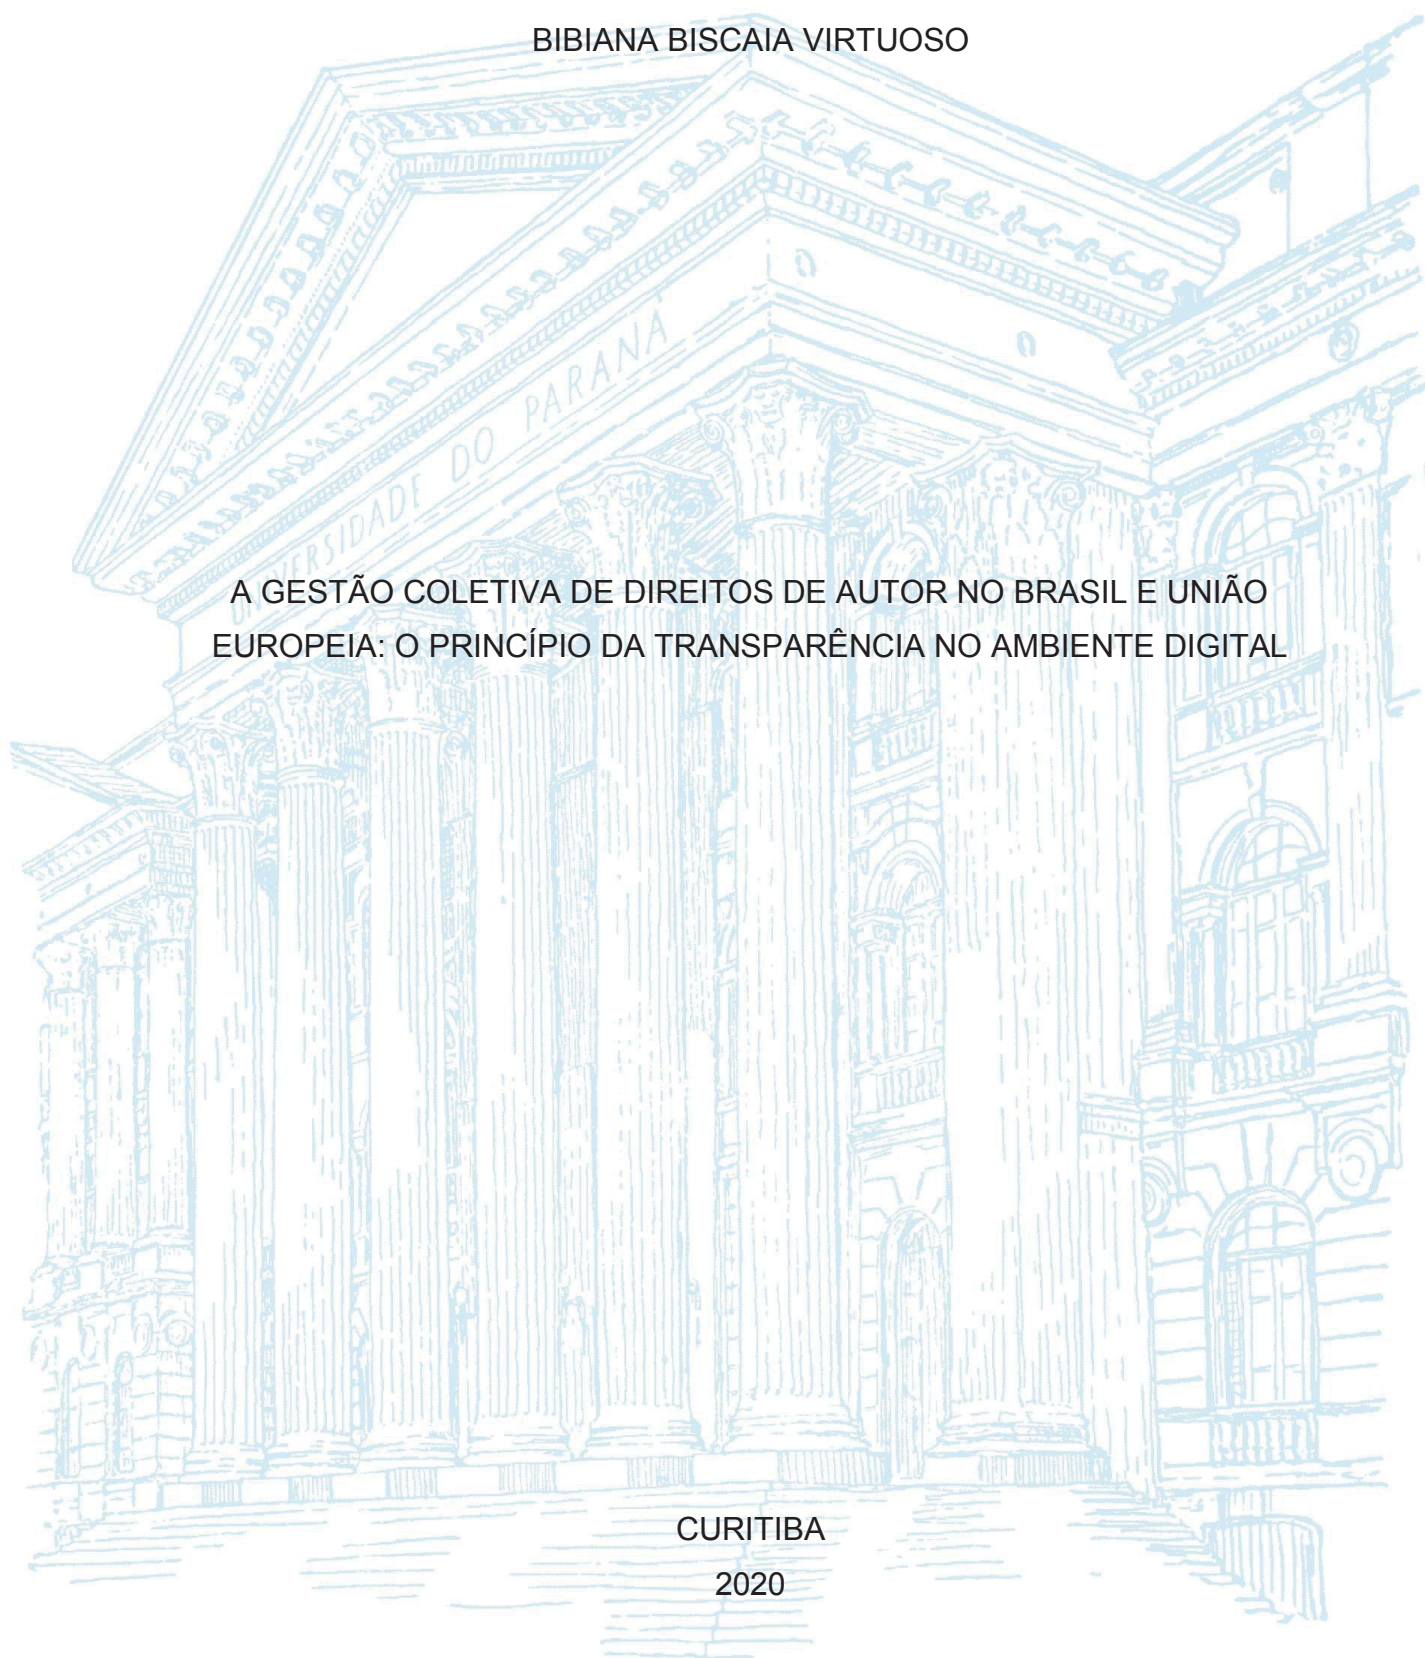 BIBIANA BISCAIA VIRTUOSO
UNIVERSIDADE DO PARANÁ
A GESTÃO COLETIVA DE DIREITOS DE AUTOR NO BRASIL E UNIÃO
EUROPEIA: O PRINCÍPIO DA TRANSPARÊNCIA NO AMBIENTE DIGITAL
CURITIBA
2020